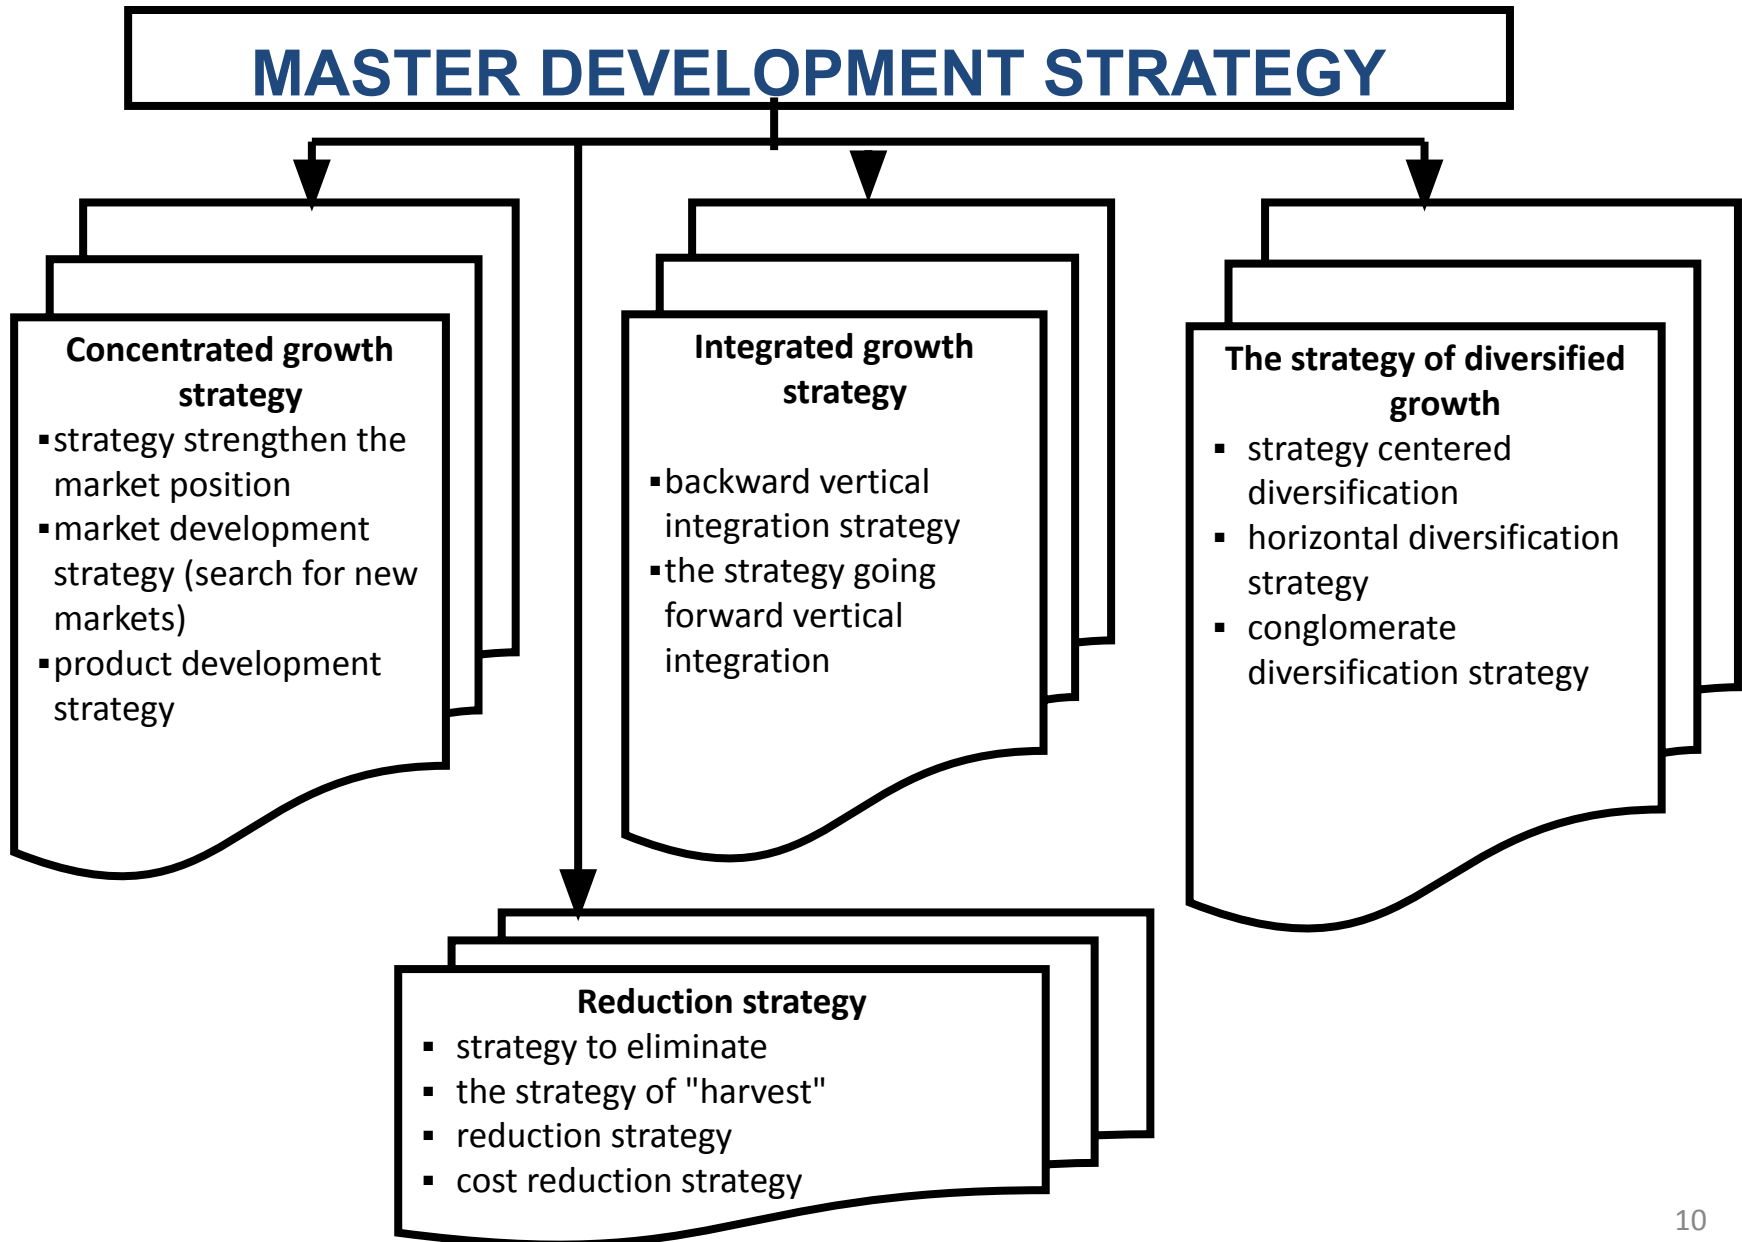 MASTER DEVELOPMENT STRATEGY
Concentrated growth
strategy
▪strategy strengthen the
market position
▪market development
strategy (search for new
markets)
▪product development
strategy
Integrated growth
strategy
▪backward vertical
integration strategy
▪the strategy going
forward vertical
integration
The strategy of diversified
growth
▪ strategy centered
diversification
▪ horizontal diversification
strategy
▪ conglomerate
diversification strategy
Reduction strategy
▪ strategy to eliminate
▪ the strategy of "harvest"
▪ reduction strategy
▪ cost reduction strategy
10